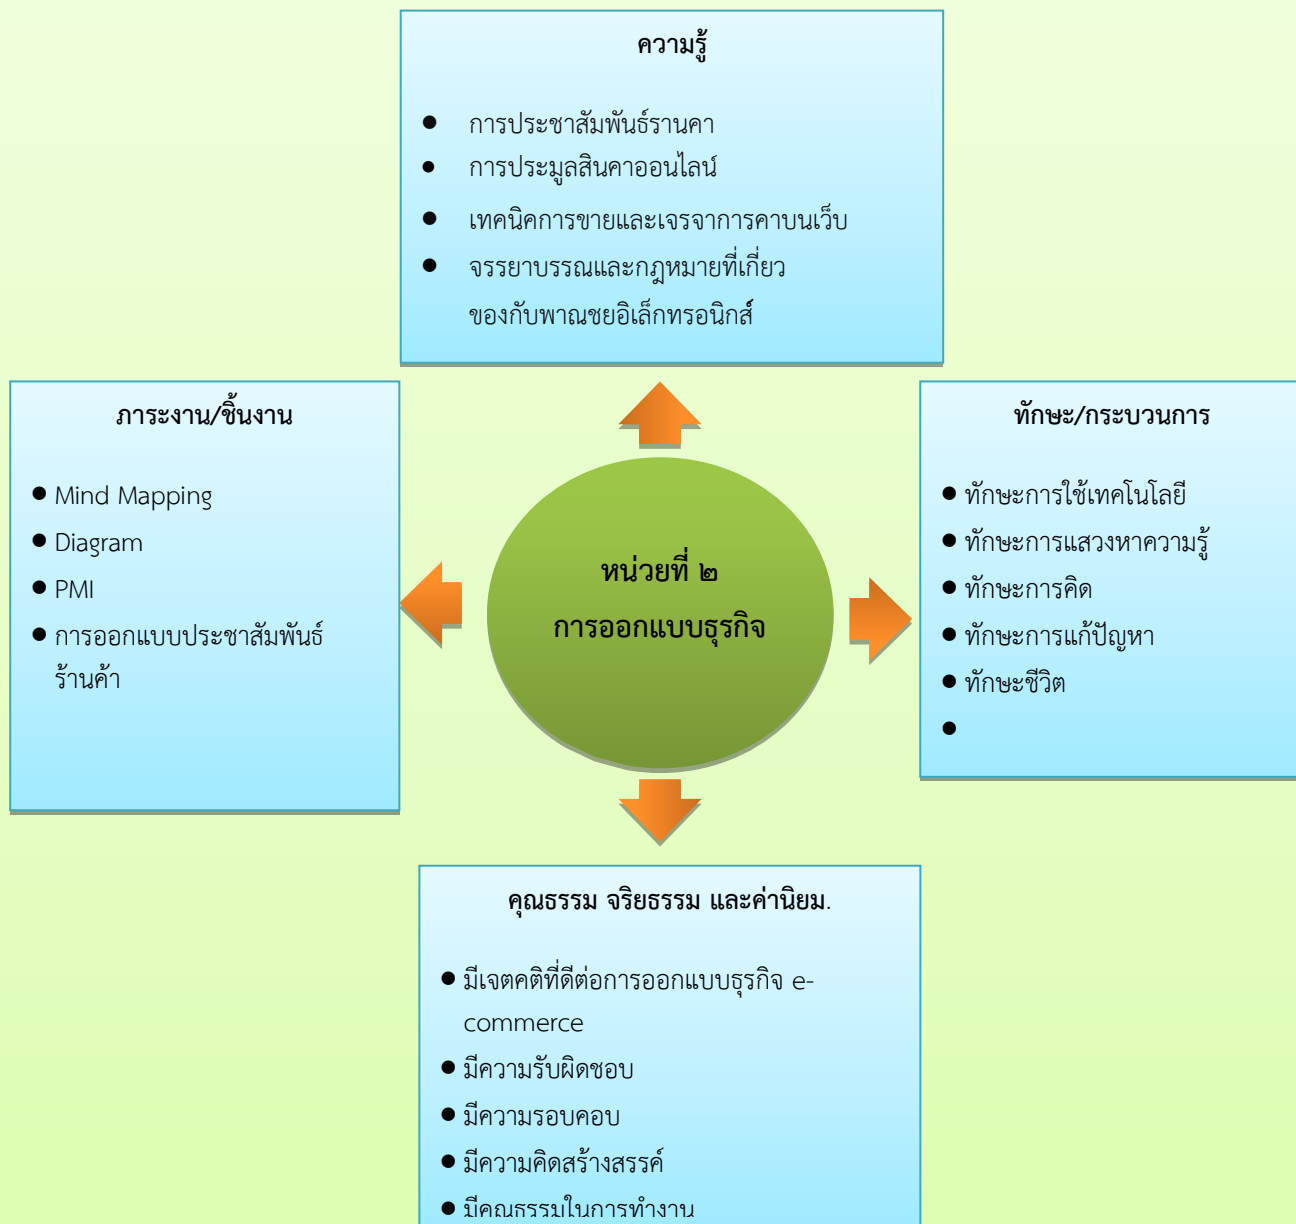 ความรู้
● การประชาสัมพันธ์รานคา
● การประมูลสินคาออนไลน์
● เทคนิคการขายและเจรจาการคาบนเว็บ
● จรรยาบรรณและกฎหมายที่เกี่ยว
ของกับพาณชยอิเล็กทรอนิกส์
ภาระงาน/ชิ้นงาน
● Mind Mapping
● Diagram
● PMI
● การออกแบบประชาสัมพันธ์
ร้านค้า
หน่วยที่ ๒
การออกแบบธุรกิจ
ทักษะ/กระบวนการ
● ทักษะการใช้เทคโนโลยี
● ทักษะการแสวงหาความรู้
● ทักษะการคิด
● ทักษะการแก้ปัญหา
● ทักษะชีวิต
●
คุณธรรม จริยธรรม และค่านิยม.
● มีเจตคติที่ดีต่อการออกแบบธุรกิจ e-
commerce
● มีความรับผิดชอบ
● มีความรอบคอบ
● มีความคิดสร้างสรรค์
● มีคุณธรรมในการทำงาน